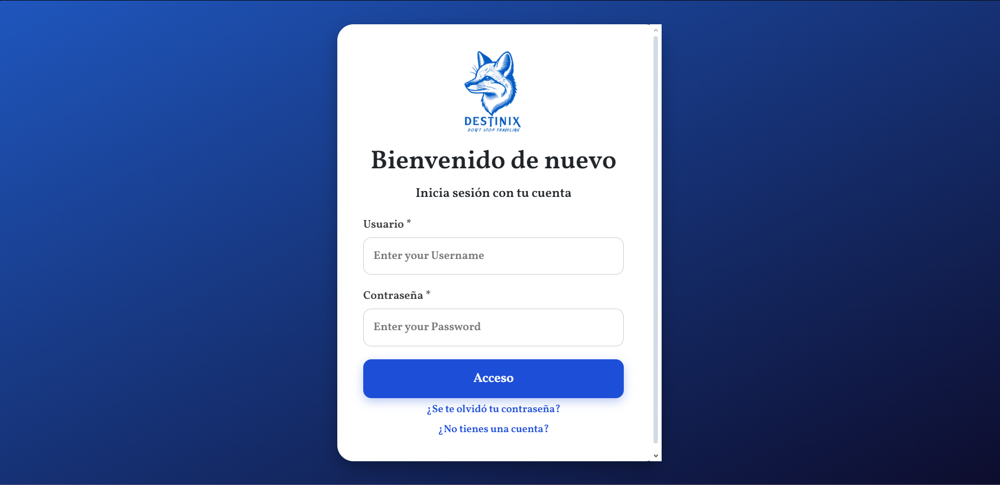 DESTINIX
DON'T STOP TRAVELING
Bienvenido de nuevo
Inicia sesión con tu cuenta
Usuario *
Enter your Username
Contraseña *
Enter your Password
Acceso
¿Se te olvidó tu contraseña?
¿No tienes una cuenta?